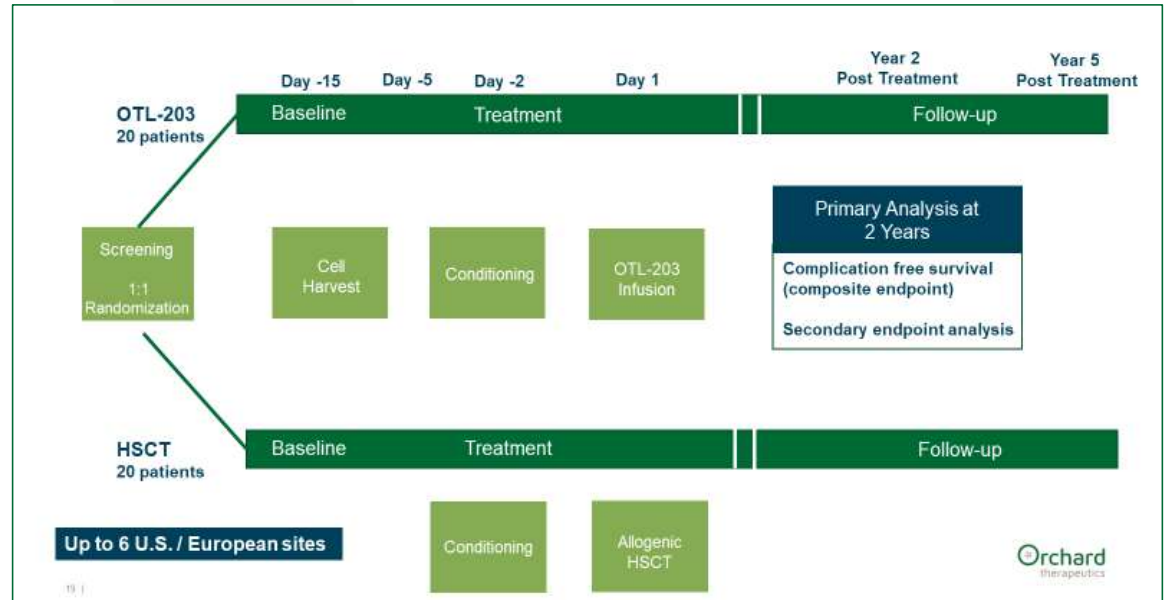 Day -15
Day -5
Day -2
Day 1
Year 2
Post Treatment
Year 5
Post Treatment
OTL-203
20 patients
Baseline
Treatment
Follow-up
Screening
1:1
Randomization
Cell
Harvest
Conditioning
OTL-203
Infusion
Primary Analysis at
2 Years
Complication free survival
(composite endpoint)
Secondary endpoint analysis
HSCT
20 patients
Baseline
Treatment
Follow-up
Up to 6 U.S. / European sites
Conditioning
Allogenic
HSCT
Orchard
therapeutics
19 |